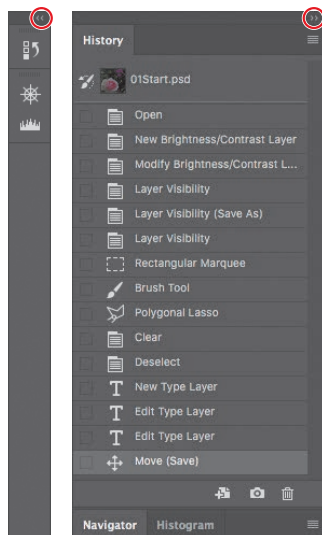 History
01Start.psd
Open
New Brightness/Contrast Layer
Modify Brightness/Contrast L...
Layer Visibility
Layer Visibility (Save As)
Layer Visibility
Rectangular Marquee
Brush Tool
Polygonal Lasso
Clear
Deselect
New Type Layer
Edit Type Layer
Edit Type Layer
Move (Save)
Navigator Histogram